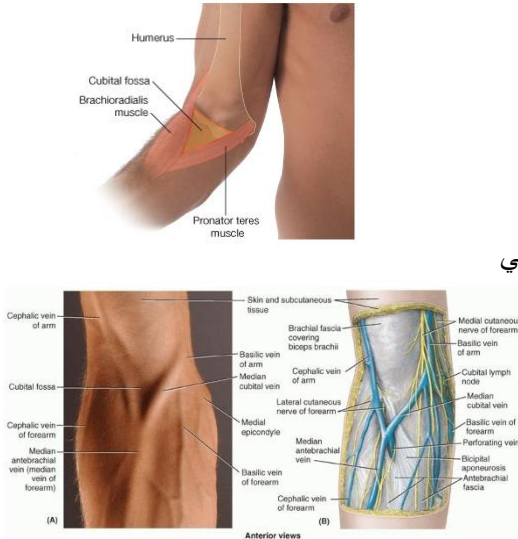 Humerus
Cubital fossa
Brachioradialis
muscle
Pronator teres
muscle
ي
Cephalic vein
of arm
Cubital fossa
Cephalic vein
of forearm
Median
antebrachial
vein (median
vein of
forearm)
(A)
Skin and subcutaneous
tissue
Basilic vein
of arm
Median
cubital vein
Medial
epicondyle
Basilic vein
of forearm
Brachial fascia
covering
biceps brachii
Cephalic vein
of arm
Lateral cutaneous
nerve of forearm
Median
antebrachial
vein
Cephalic vein
of forearm
(B)
Medial cutaneous
nerve of forearm
Basilic vein
of arm
Cubital lymph
node
Median
cubital vein
Basilic vein of
forearm
Perforating vein
Bicipital
aponeurosis
Antebrachial
fascia
Anterior views